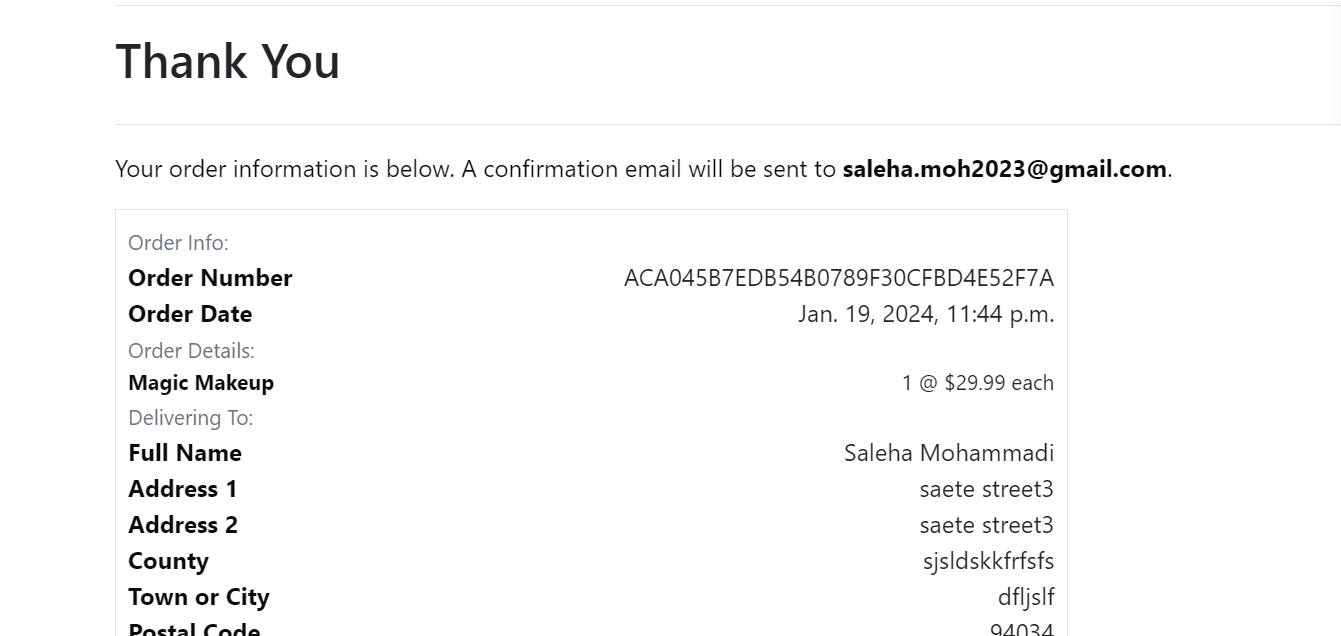 Thank You
Your order information is below. A confirmation email will be sent to saleha.moh2023@gmail.com.
Order Info:
Order Number ACA045B7EDB54B0789F30CFBD4E52F7A
Order Date Jan. 19, 2024, 11:44 p.m.
Order Details:
Magic Makeup 1 @ $29.99 each
Delivering To:
Full Name Saleha Mohammadi
Address 1 saete street3
Address 2 saete street3
County sjsldskkfrfsfs
Town or City dfljslf
Postal Code 94034